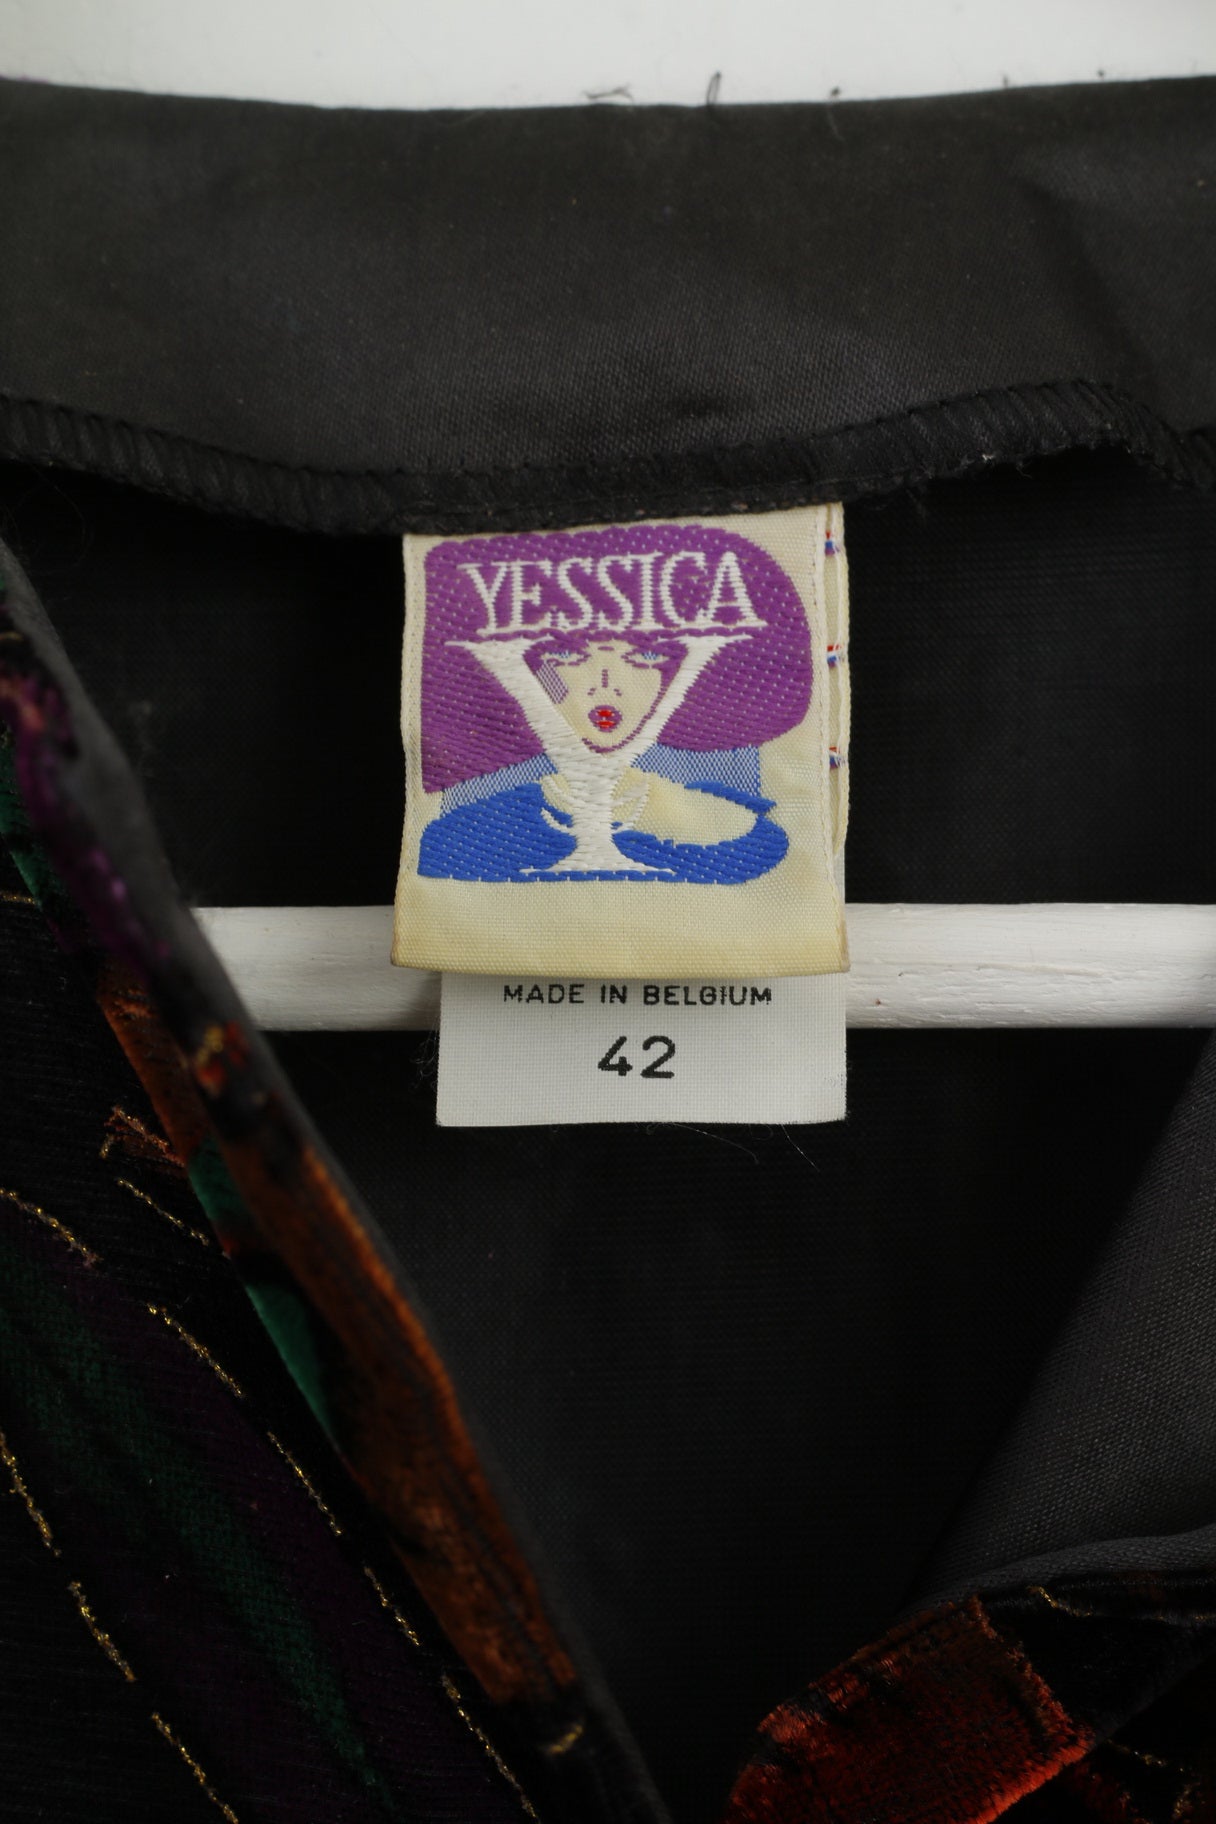 YESSICA
Y
MADE IN BELGIUM
42